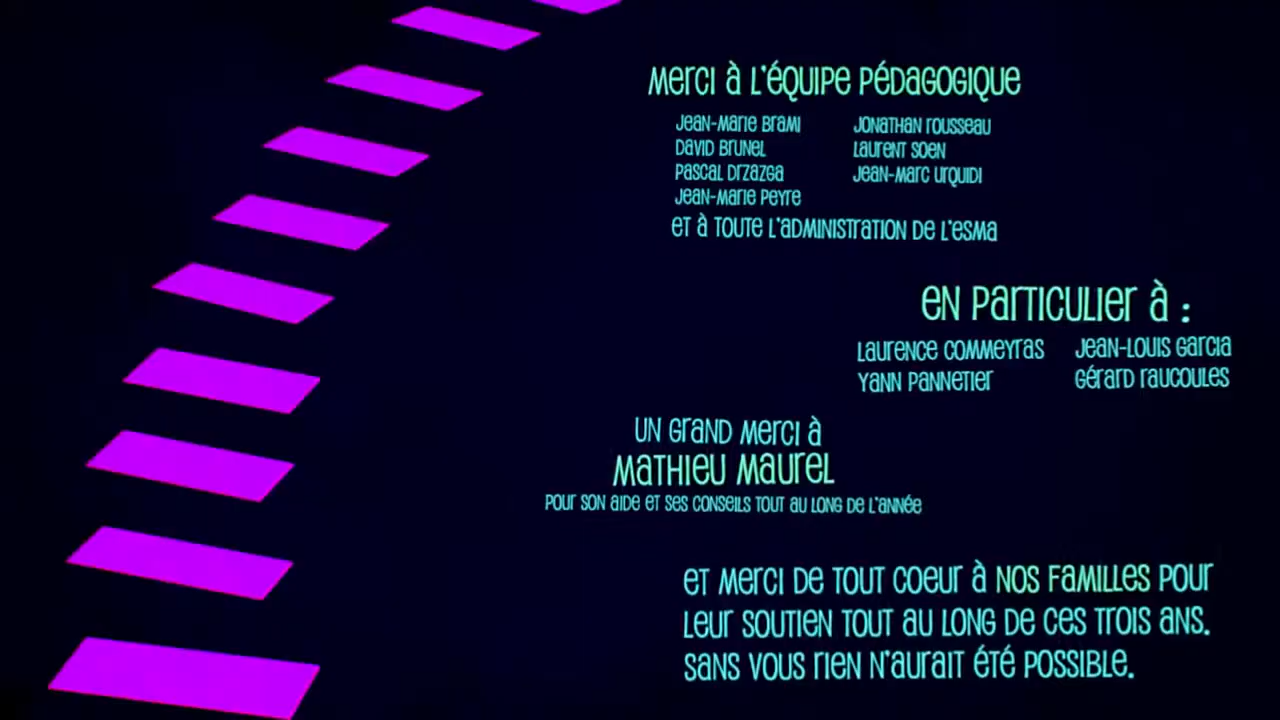 Merci à l'équipe pédagogique
Jean-Marie Brami
David Brunel
Pascal Drzazga
Jean-Marie Peyre
Jonathan Rousseau
Laurent Soen
Jean-Marc Urquidi
et à toute l'administration de l'esma
en particulier à :
Laurence Commeyras
Yann Pannetier
Jean-Louis Garcia
Gérard Raucoules
un grand merci à
Mathieu Maurel
pour son aide et ses conseils tout au long de l'année
et merci de tout coeur à nos familles pour
leur soutien tout au long de ces trois ans.
sans vous rien n'aurait été possible.